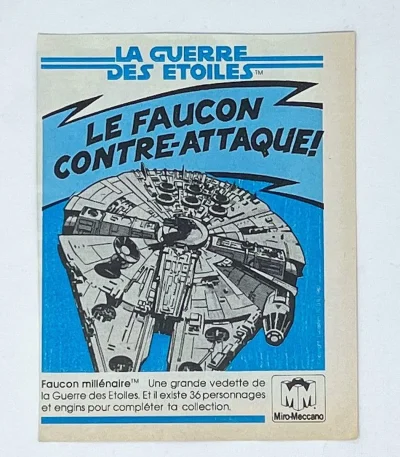 LA GUERRE
DES ETOILES™
LE FAUCON
CONTRE-ATTAQUE!
Faucon millénaire™ Une grande vedette de
la Guerre des Etoiles. Et il existe 36 personnages
et engins pour compléter ta collection.
M
Miro-Meccano